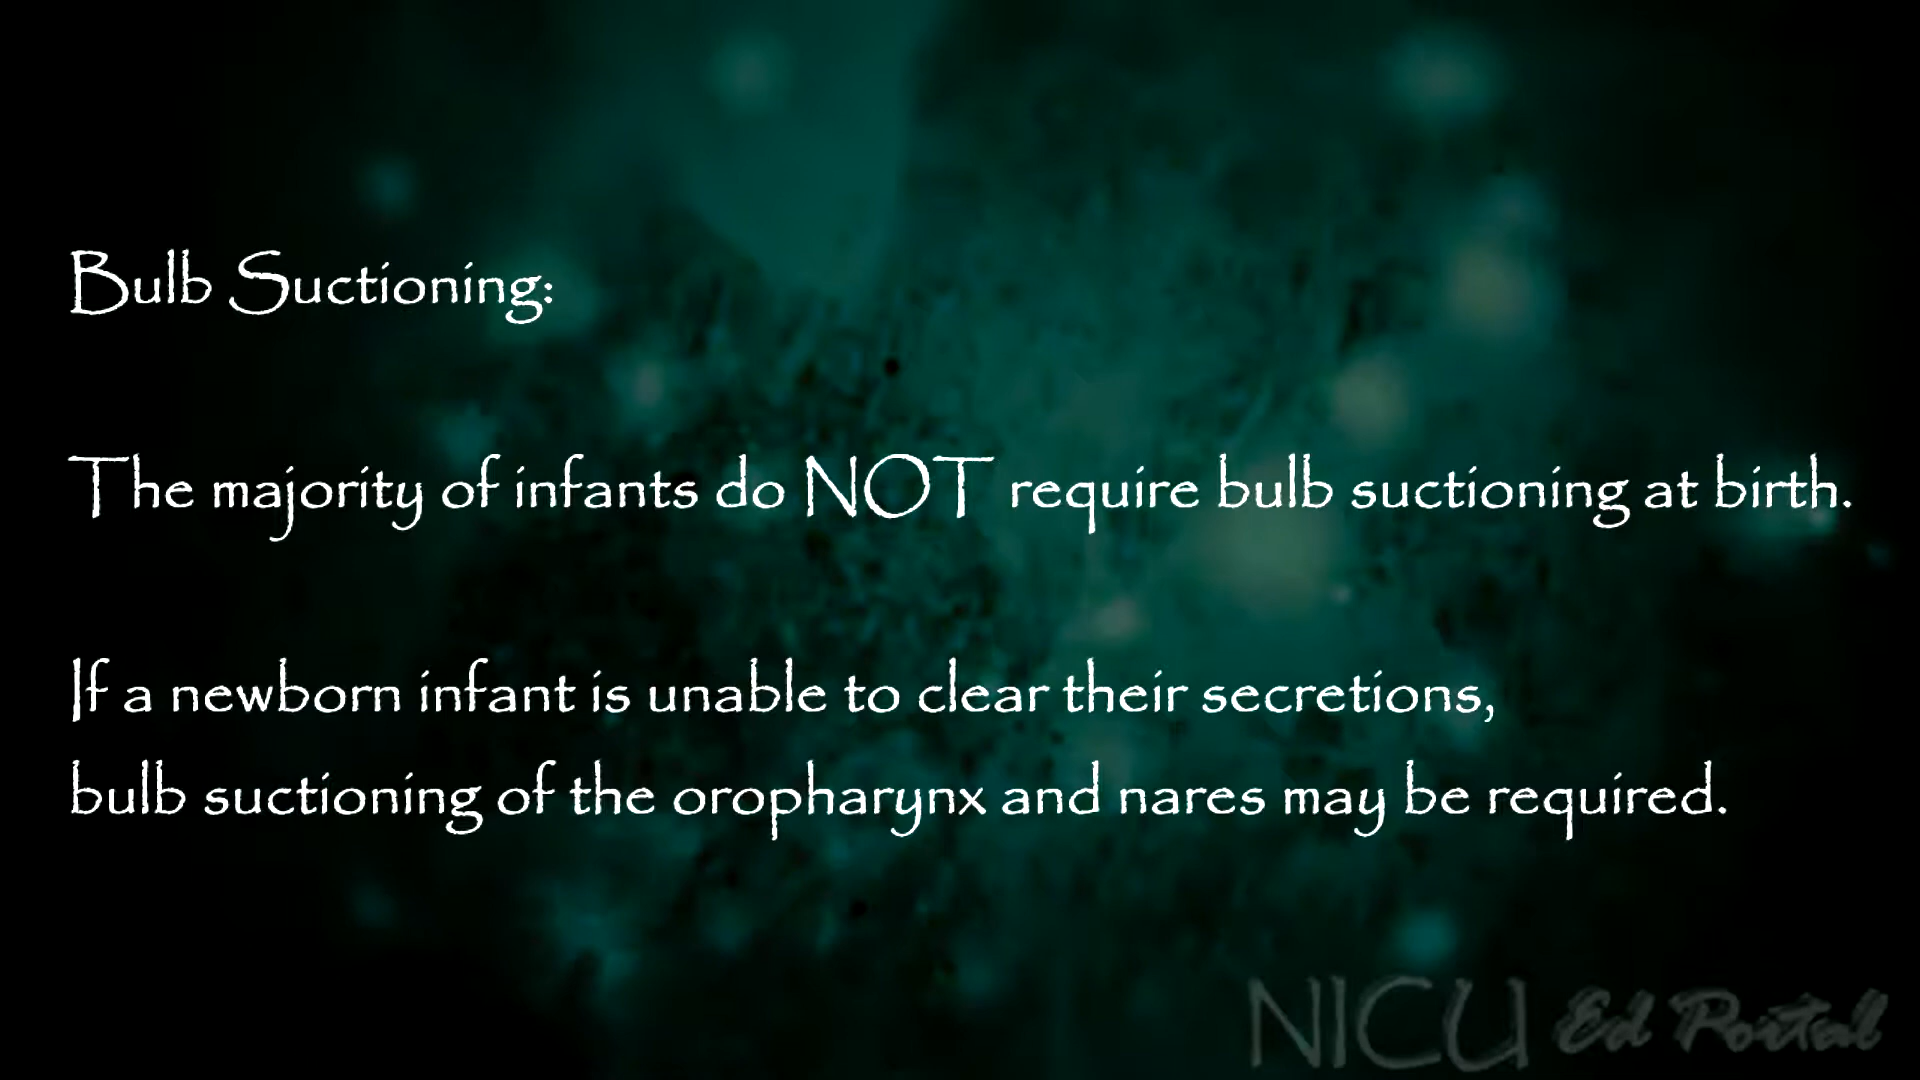 Bulb Suctioning:
The majority of infants do NOT require bulb suctioning at birth.
If a newborn infant is unable to clear their secretions,
bulb suctioning of the oropharynx and nares may be required.
NICU Ed Portal